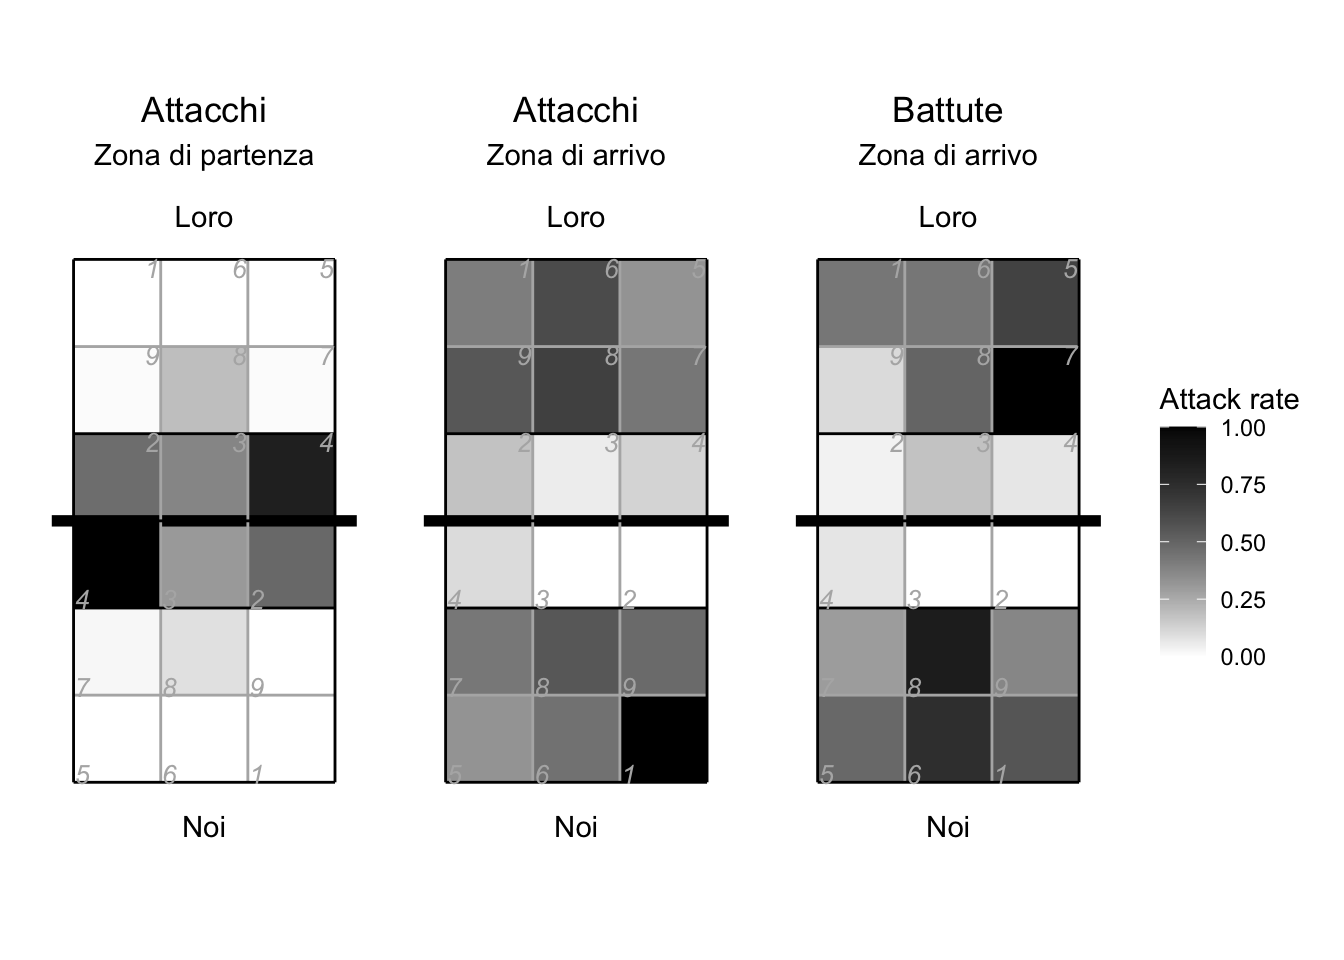 Attacchi Attacchi Battute
Zona di partenza Zona di arrivo Zona di arrivo
Loro Loro Loro
1 6 5 1 6 5 1 6 5
9 8 7 9 8 7 9 8 7
2 3 4 2 3 4 2 3 4
4 3 2 4 3 2 4 3 2
7 8 9 7 8 9 7 8 9
5 6 1 5 6 1 5 6 1
Noi Noi Noi
Attack rate
1.00
0.75
0.50
0.25
0.00